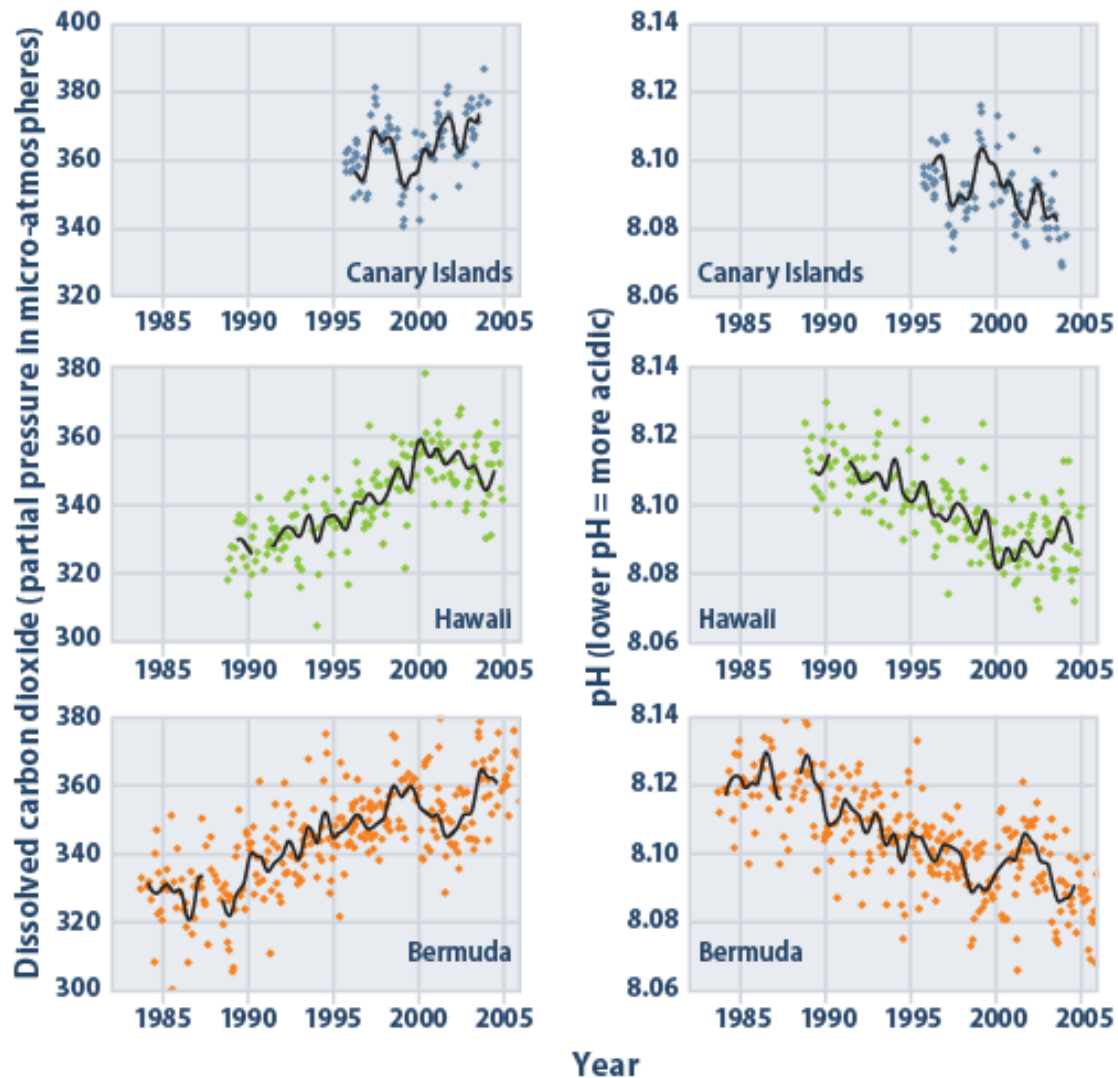 Dissolved carbon dioxide (partial pressure in micro-atmospheres)
400
380
360
340
320
Canary Islands
1985 1990 1995 2000 2005
380
360
340
320
300
Hawaii
1985 1990 1995 2000 2005
380
360
340
320
300
Bermuda
1985 1990 1995 2000 2005
pH (lower pH = more acidic)
8.14
8.12
8.10
8.08
8.06
Canary Islands
1985 1990 1995 2000 2005
8.14
8.12
8.10
8.08
8.06
Hawaii
1985 1990 1995 2000 2005
8.14
8.12
8.10
8.08
8.06
Bermuda
1985 1990 1995 2000 2005
Year